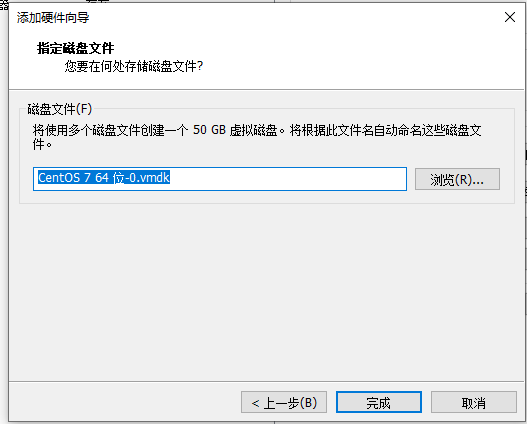 添加硬件向导
指定磁盘文件
您要在何处存储磁盘文件?
磁盘文件(F)
将使用多个磁盘文件创建一个 50 GB 虚拟磁盘。将根据此文件名自动命名这些磁盘文
件。
CentOS 7 64 位-0.vmdk
浏览(R)...
< 上一步(B)
完成
取消